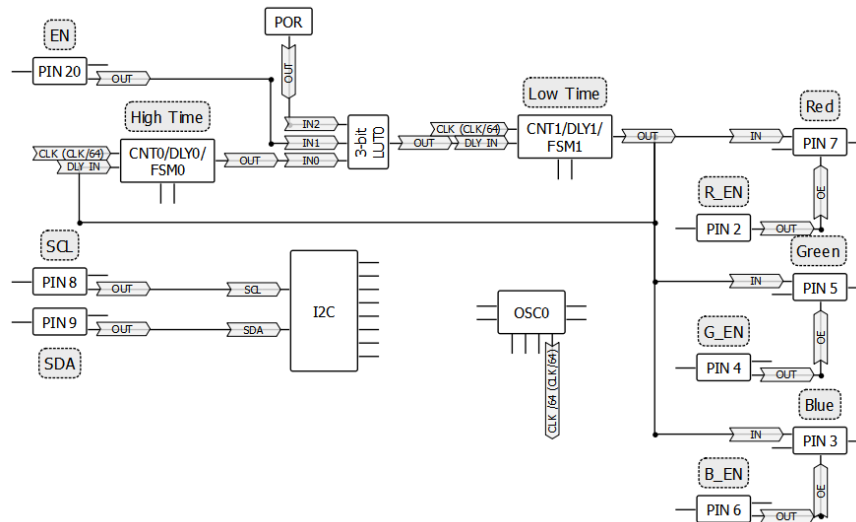 POR
EN
PIN 20
OUT
OUT
Low Time
High Time
IN2
IN1
IN0
3-bit
LUT0
CLK (CLK/64)
DLY IN
CNT0/DLY0/
FSM0
OUT
OUT
CLK (CLK/64)
DLY IN
CNT1/DLY1/
FSM1
OUT
Red
IN
PIN 7
OE
R_EN
PIN 2
OUT
SCL
PIN 8
OUT
SCL
I2C
PIN 9
OUT
SDA
SDA
OSC0
CLK /64 (CLK/64)
Green
IN
PIN 5
OE
G_EN
PIN 4
OUT
Blue
IN
PIN 3
OE
B_EN
PIN 6
OUT